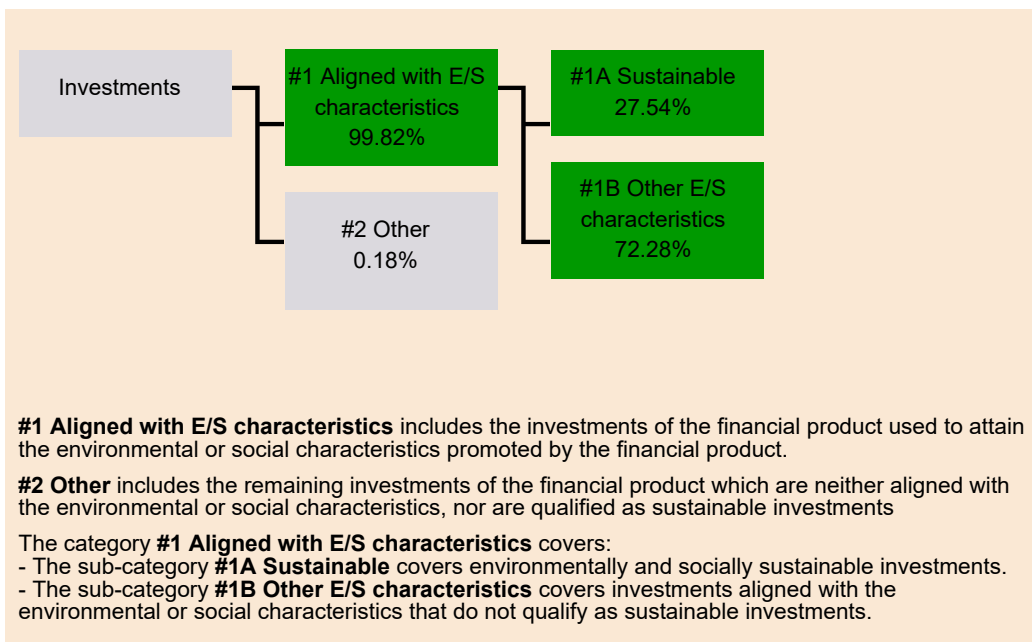 Investments
#1 Aligned with E/S
characteristics
99.82%
#2 Other
0.18%
#1A Sustainable
27.54%
#1B Other E/S
characteristics
72.28%
#1 Aligned with E/S characteristics includes the investments of the financial product used to attain
the environmental or social characteristics promoted by the financial product.
#2 Other includes the remaining investments of the financial product which are neither aligned with
the environmental or social characteristics, nor are qualified as sustainable investments
The category #1 Aligned with E/S characteristics covers:
- The sub-category #1A Sustainable covers environmentally and socially sustainable investments.
- The sub-category #1B Other E/S characteristics covers investments aligned with the
environmental or social characteristics that do not qualify as sustainable investments.